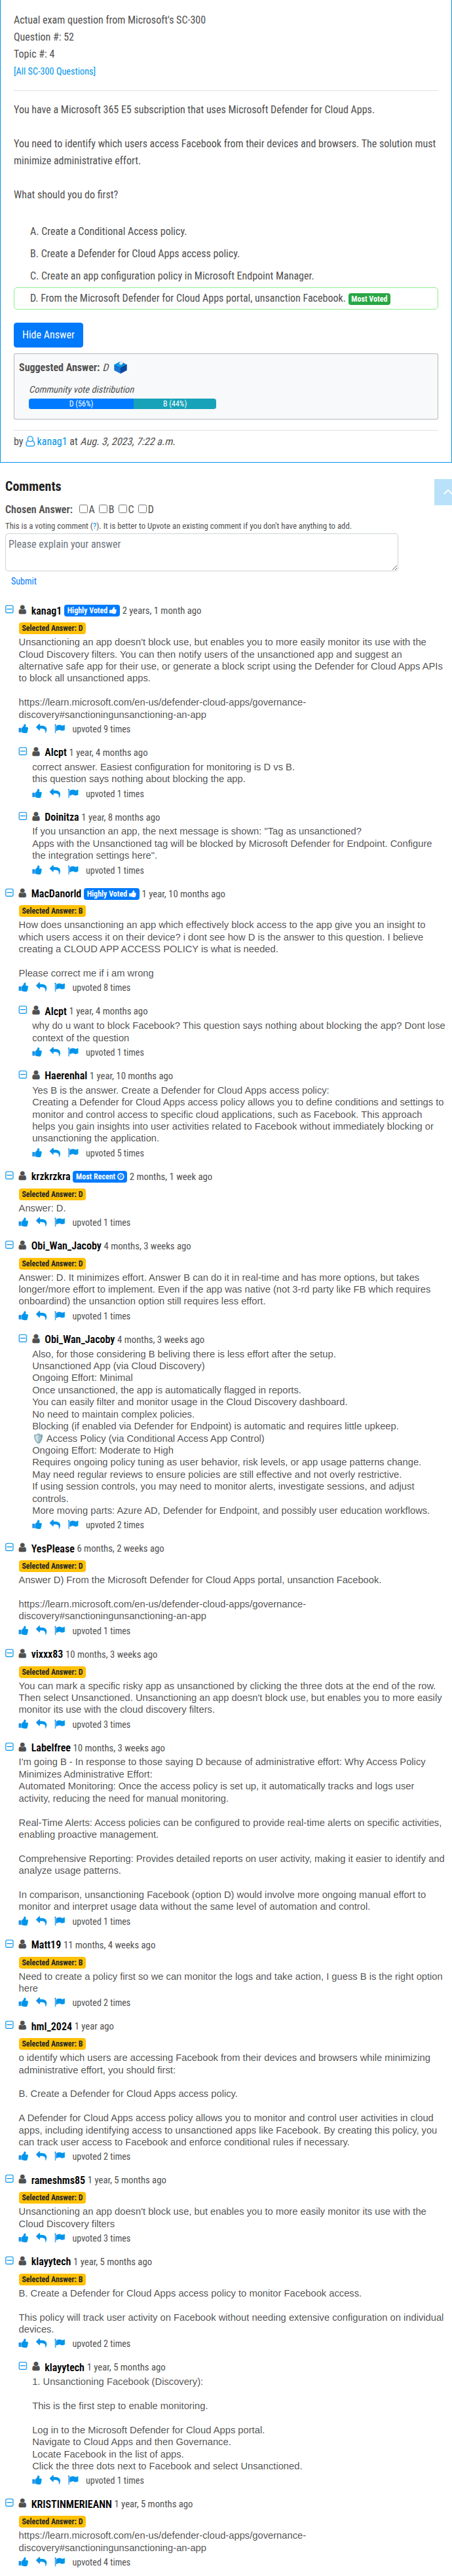 Actual exam question from Microsoft's SC-300
Question #: 52
Topic #: 4
[All SC-300 Questions]
You have a Microsoft 365 E5 subscription that uses Microsoft Defender for Cloud Apps.
You need to identify which users access Facebook from their devices and browsers. The solution must
minimize administrative effort.
What should you do first?
A. Create a Conditional Access policy.
B. Create a Defender for Cloud Apps access policy.
C. Create an app configuration policy in Microsoft Endpoint Manager.
D. From the Microsoft Defender for Cloud Apps portal, unsanction Facebook. Most Voted
Hide Answer
Suggested Answer: D
Community vote distribution
D (56%) B (44%)
by kanag1 at Aug. 3, 2023, 7:22 a.m.
Comments
Chosen Answer: A B C D
This is a voting comment (?). It is better to Upvote an existing comment if you don't have anything to add.
Please explain your answer
Submit
kanag1 Highly Voted 2 years, 1 month ago
Selected Answer: D
Unsanctioning an app doesn't block use, but enables you to more easily monitor its use with the
Cloud Discovery filters. You can then notify users of the unsanctioned app and suggest an
alternative safe app for their use, or generate a block script using the Defender for Cloud Apps APIs
to block all unsanctioned apps.
https://learn.microsoft.com/en-us/defender-cloud-apps/governance-
discovery#sanctioningunsanctioning-an-app
upvoted 9 times
Alcpt 1 year, 4 months ago
correct answer. Easiest configuration for monitoring is D vs B.
this question says nothing about blocking the app.
upvoted 1 times
Doinitza 1 year, 8 months ago
If you unsanction an app, the next message is shown: "Tag as unsanctioned?
Apps with the Unsanctioned tag will be blocked by Microsoft Defender for Endpoint. Configure
the integration settings here".
upvoted 1 times
MacDanorld Highly Voted 1 year, 10 months ago
Selected Answer: B
How does unsanctioning an app which effectively block access to the app give you an insight to
which users access it on their device? i dont see how D is the answer to this question. I believe
creating a CLOUD APP ACCESS POLICY is what is needed.
Please correct me if i am wrong
upvoted 8 times
Alcpt 1 year, 4 months ago
why do u want to block Facebook? This question says nothing about blocking the app? Dont lose
context of the question
upvoted 1 times
Haerenhal 1 year, 10 months ago
Yes B is the answer. Create a Defender for Cloud Apps access policy:
Creating a Defender for Cloud Apps access policy allows you to define conditions and settings to
monitor and control access to specific cloud applications, such as Facebook. This approach
helps you gain insights into user activities related to Facebook without immediately blocking or
unsanctioning the application.
upvoted 5 times
krzkrzkra Most Recent 2 months, 1 week ago
Selected Answer: D
Answer: D.
upvoted 1 times
Obi_Wan_Jacoby 4 months, 3 weeks ago
Selected Answer: D
Answer: D. It minimizes effort. Answer B can do it in real-time and has more options, but takes
longer/more effort to implement. Even if the app was native (not 3-rd party like FB which requires
onboardind) the unsanction option still requires less effort.
upvoted 1 times
Obi_Wan_Jacoby 4 months, 3 weeks ago
Also, for those considering B beliving there is less effort after the setup.
Unsanctioned App (via Cloud Discovery)
Ongoing Effort: Minimal
Once unsanctioned, the app is automatically flagged in reports.
You can easily filter and monitor usage in the Cloud Discovery dashboard.
No need to maintain complex policies.
Blocking (if enabled via Defender for Endpoint) is automatic and requires little upkeep.
🛡️ Access Policy (via Conditional Access App Control)
Ongoing Effort: Moderate to High
Requires ongoing policy tuning as user behavior, risk levels, or app usage patterns change.
May need regular reviews to ensure policies are still effective and not overly restrictive.
If using session controls, you may need to monitor alerts, investigate sessions, and adjust
controls.
More moving parts: Azure AD, Defender for Endpoint, and possibly user education workflows.
upvoted 2 times
YesPlease 6 months, 2 weeks ago
Selected Answer: D
Answer D) From the Microsoft Defender for Cloud Apps portal, unsanction Facebook.
https://learn.microsoft.com/en-us/defender-cloud-apps/governance-
discovery#sanctioningunsanctioning-an-app
upvoted 1 times
vixxx83 10 months, 3 weeks ago
Selected Answer: D
You can mark a specific risky app as unsanctioned by clicking the three dots at the end of the row.
Then select Unsanctioned. Unsanctioning an app doesn't block use, but enables you to more easily
monitor its use with the cloud discovery filters.
upvoted 3 times
Labelfree 10 months, 3 weeks ago
I'm going B - In response to those saying D because of administrative effort: Why Access Policy
Minimizes Administrative Effort:
Automated Monitoring: Once the access policy is set up, it automatically tracks and logs user
activity, reducing the need for manual monitoring.
Real-Time Alerts: Access policies can be configured to provide real-time alerts on specific activities,
enabling proactive management.
Comprehensive Reporting: Provides detailed reports on user activity, making it easier to identify and
analyze usage patterns.
In comparison, unsanctioning Facebook (option D) would involve more ongoing manual effort to
monitor and interpret usage data without the same level of automation and control.
upvoted 1 times
Matt19 11 months, 4 weeks ago
Selected Answer: B
Need to create a policy first so we can monitor the logs and take action, I guess B is the right option
here
upvoted 2 times
hml_2024 1 year ago
Selected Answer: B
o identify which users are accessing Facebook from their devices and browsers while minimizing
administrative effort, you should first:
B. Create a Defender for Cloud Apps access policy.
A Defender for Cloud Apps access policy allows you to monitor and control user activities in cloud
apps, including identifying access to unsanctioned apps like Facebook. By creating this policy, you
can track user access to Facebook and enforce conditional rules if necessary.
upvoted 2 times
rameshms85 1 year, 5 months ago
Selected Answer: D
Unsanctioning an app doesn't block use, but enables you to more easily monitor its use with the
Cloud Discovery filters
upvoted 3 times
klayytech 1 year, 5 months ago
Selected Answer: B
B. Create a Defender for Cloud Apps access policy to monitor Facebook access.
This policy will track user activity on Facebook without needing extensive configuration on individual
devices.
upvoted 2 times
klayytech 1 year, 5 months ago
1. Unsanctioning Facebook (Discovery):
This is the first step to enable monitoring.
Log in to the Microsoft Defender for Cloud Apps portal.
Navigate to Cloud Apps and then Governance.
Locate Facebook in the list of apps.
Click the three dots next to Facebook and select Unsanctioned.
upvoted 1 times
KRISTINMERIEANN 1 year, 5 months ago
Selected Answer: D
https://learn.microsoft.com/en-us/defender-cloud-apps/governance-
discovery#sanctioningunsanctioning-an-app
upvoted 4 times